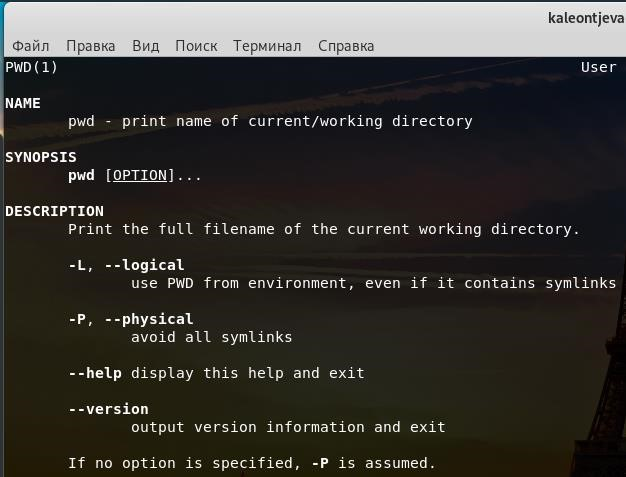 kaleontjeva
Файл Правка Вид Поиск Терминал Справка
PWD(1) User
NAME
pwd - print name of current/working directory
SYNOPSIS
pwd [OPTION]...
DESCRIPTION
Print the full filename of the current working directory.
-L, --logical
use PWD from environment, even if it contains symlinks
-P, --physical
avoid all symlinks
--help display this help and exit
--version
output version information and exit
If no option is specified, -P is assumed.